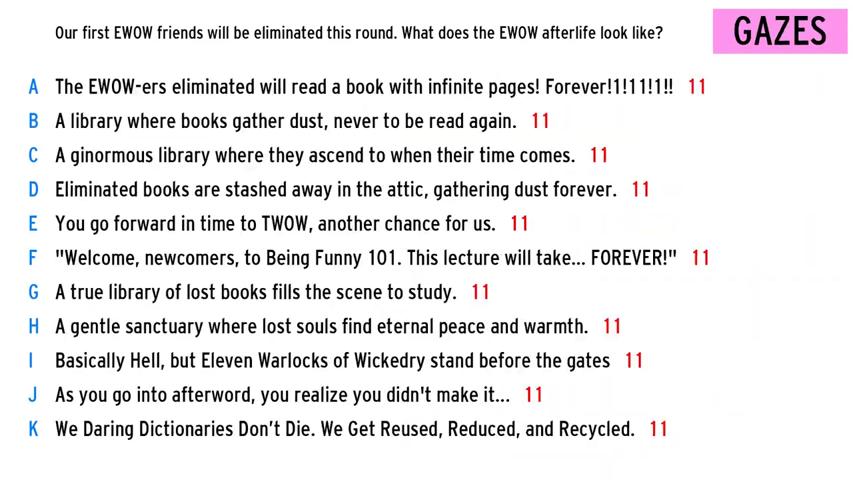 Our first EWOW friends will be eliminated this round. What does the EWOW afterlife look like?
GAZES
A The EWOW-ers eliminated will read a book with infinite pages! Forever!1!11!1!! 11
B A library where books gather dust, never to be read again. 11
C A ginormous library where they ascend to when their time comes. 11
D Eliminated books are stashed away in the attic, gathering dust forever. 11
E You go forward in time to TWOW, another chance for us. 11
F "Welcome, newcomers, to Being Funny 101. This lecture will take... FOREVER!" 11
G A true library of lost books fills the scene to study. 11
H A gentle sanctuary where lost souls find eternal peace and warmth. 11
I Basically Hell, but Eleven Warlocks of Wickedry stand before the gates 11
J As you go into afterword, you realize you didn't make it... 11
K We Daring Dictionaries Don’t Die. We Get Reused, Reduced, and Recycled. 11